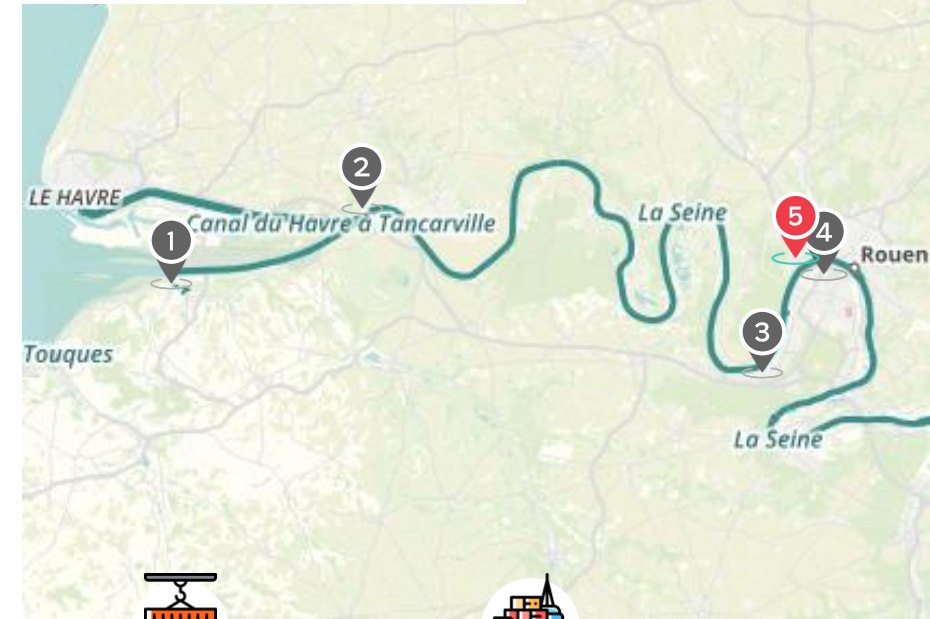 2
LE HAVRE
La Seine
5
Canal du Havre à Tancarville
4
1
Rouen
3
Touques
La Seine